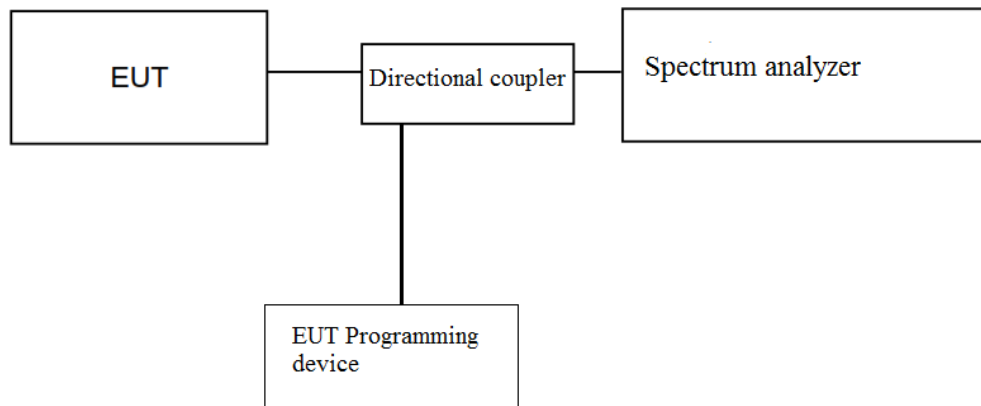 EUT
Directional coupler
Spectrum analyzer
EUT Programming
device